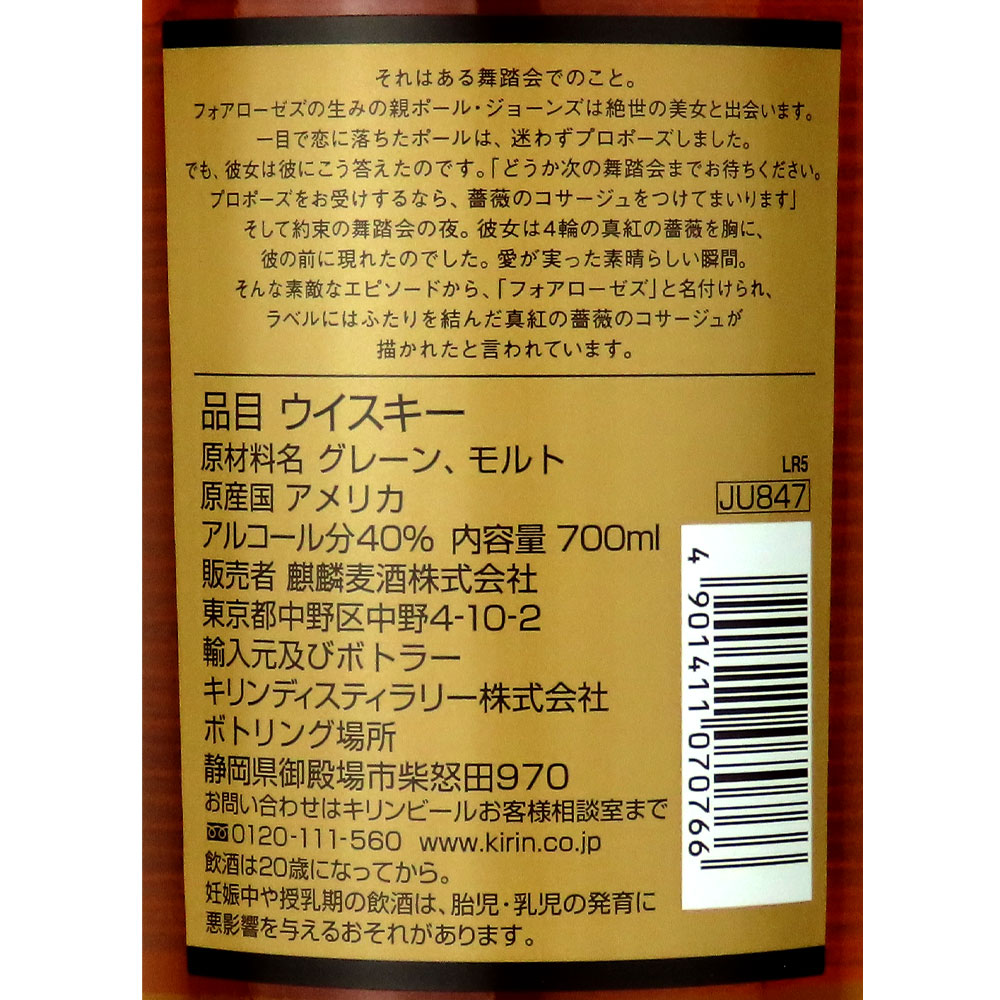 それはある舞踏会でのこと。
フォアローゼズの生みの親ポール・ジョーンズは絶世の美女と出会います。
一目で恋に落ちたポールは、迷わずプロポーズしました。
でも、彼女は彼にこう答えたのです。「どうか次の舞踏会までお待ちください。
プロポーズをお受けするなら、薔薇のコサージュをつけてまいります」
そして約束の舞踏会の夜。彼女は4輪の真紅の薔薇を胸に、
彼の前に現れたのでした。愛が実った素晴らしい瞬間。
そんな素敵なエピソードから、「フォアローゼズ」と名付けられ、
ラベルにはふたりを結んだ真紅の薔薇のコサージュが
描かれたと言われています。
品目 ウイスキー
原材料名 グレーン、モルト
LR5
原産国 アメリカ
JU847
アルコール分40% 内容量 700ml
販売者 麒麟麦酒株式会社
東京都中野区中野4-10-2
輸入元及びボトラー
キリンディスティラリー株式会社
ボトリング場所
静岡県御殿場市柴怒田970
お問い合わせはキリンビールお客様相談室まで
0120-111-560 www.kirin.co.jp
飲酒は20歳になってから。
妊娠中や授乳期の飲酒は、胎児・乳児の発育に
悪影響を与えるおそれがあります。
4 901411 070766